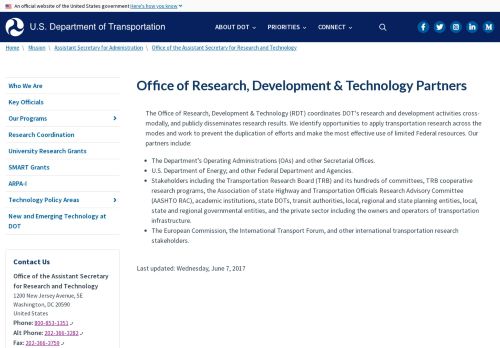 An official website of the United States government Here's how you know
U.S. Department of Transportation
ABOUT DOT
PRIORITIES
CONNECT
Home \ Mission \ Assistant Secretary for Administration \ Office of the Assistant Secretary for Research and Technology
Who We Are
Key Officials
Our Programs
Research Coordination
University Research Grants
SMART Grants
ARPA-I
Technology Policy Areas
New and Emerging Technology at
DOT
Contact Us
Office of the Assistant Secretary
for Research and Technology
1200 New Jersey Avenue, SE
Washington, DC 20590
United States
Phone: 800-853-1351
Alt Phone: 202-366-3282
Fax: 202-366-3759
Office of Research, Development & Technology Partners
The Office of Research, Development & Technology (RDT) coordinates DOT's research and development activities cross-
modally, and publicly disseminates research results. We identify opportunities to apply transportation research across the
modes and work to prevent the duplication of efforts and make the most effective use of limited Federal resources. Our
partners include:
• The Department's Operating Administrations (OAs) and other Secretarial Offices.
• U.S. Department of Energy, and other Federal Department and Agencies.
• Stakeholders including the Transportation Research Board (TRB) and its hundreds of committees, TRB cooperative
research programs, the Association of state Highway and Transportation Officials Research Advisory Committee
(AASHTO RAC), academic institutions, state DOTs, transit authorities, local, regional and state planning entities, local,
state and regional governmental entities, and the private sector including the owners and operators of transportation
infrastructure.
• The European Commission, the International Transport Forum, and other international transportation research
stakeholders.
Last updated: Wednesday, June 7, 2017